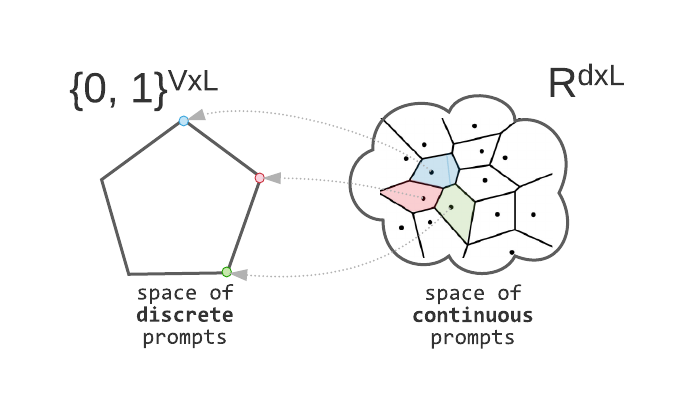 {0, 1}VxL
RdxL
space of
discrete
prompts
space of
continuous
prompts